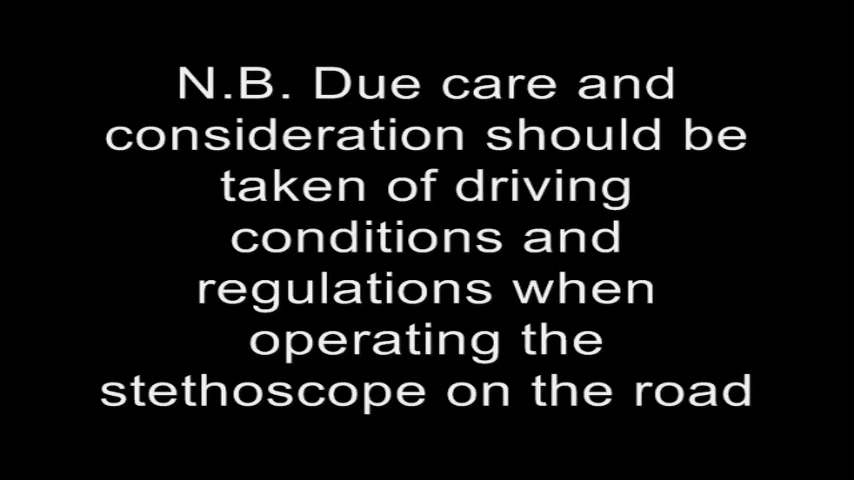 N.B. Due care and
consideration should be
taken of driving
conditions and
regulations when
operating the
stethoscope on the road